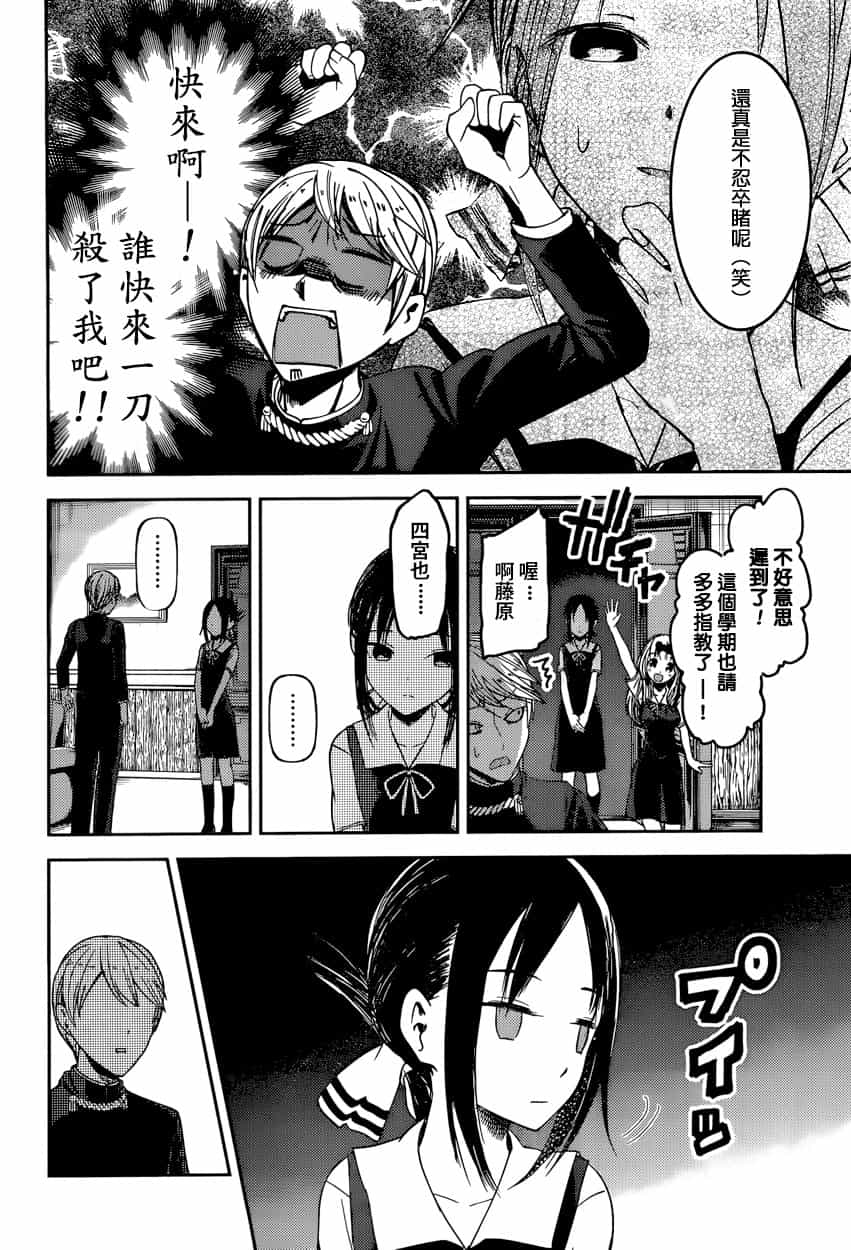 還真是不忍卒睹呢（笑）
快來啊─！
誰快來一刀
殺了我吧!!
不好意思
遲到了！
這個學期也請
多多指教了─！
ガチャ
喔…
啊藤原
四宮也……
………
………
プイッ